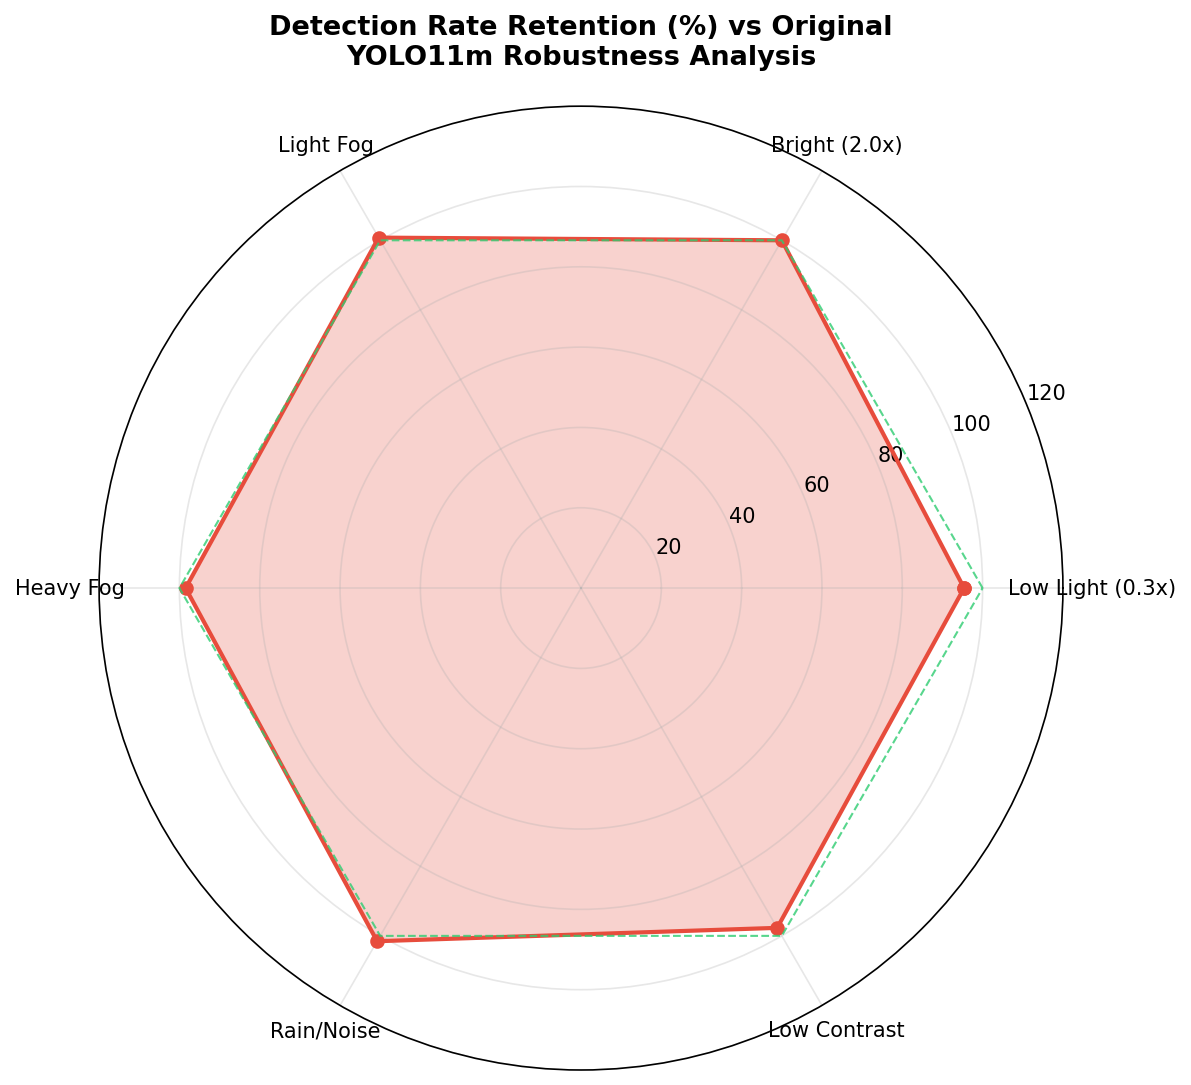 Detection Rate Retention (%) vs Original
YOLO11m Robustness Analysis
Light Fog
Bright (2.0x)
120
100
80
60
40
20
Heavy Fog
Low Light (0.3x)
Rain/Noise
Low Contrast